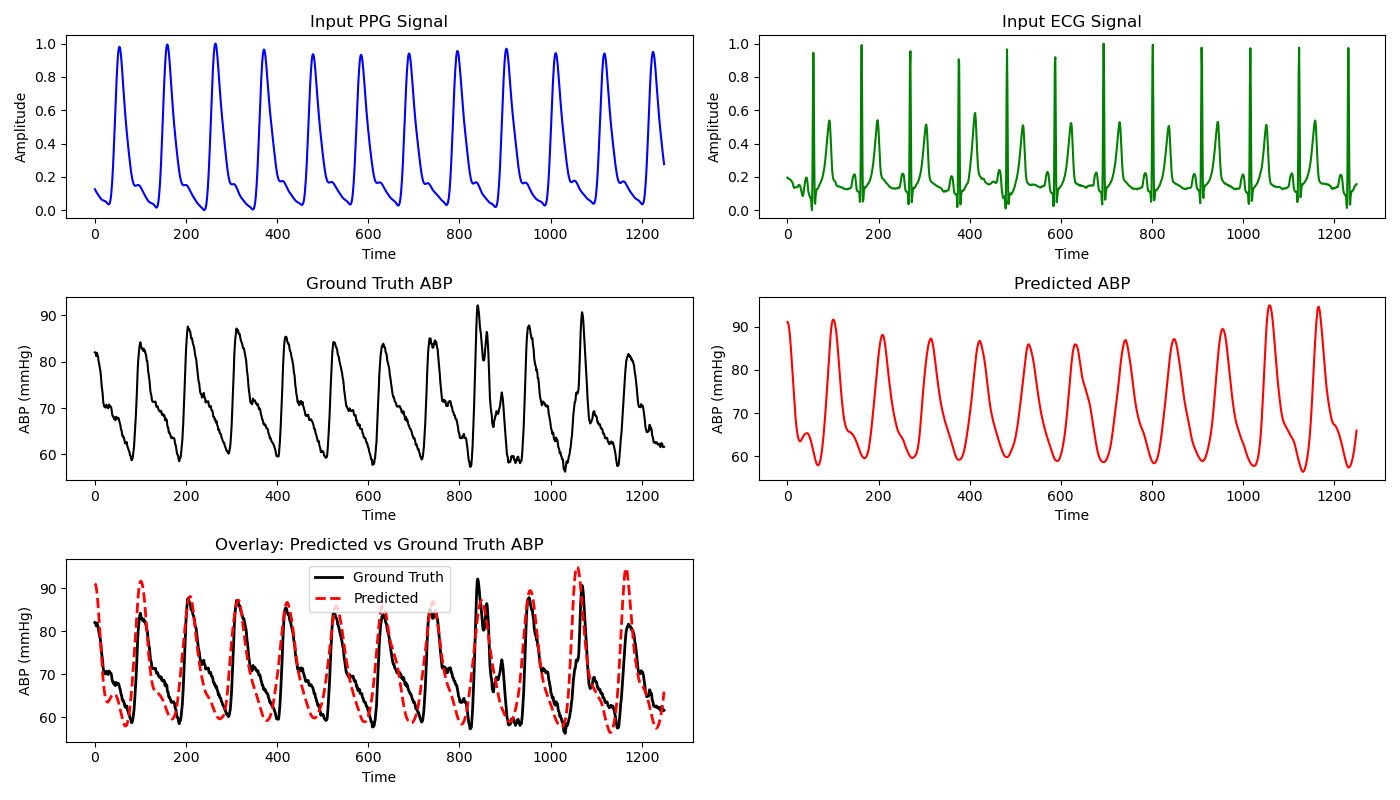 Input PPG Signal
1.0
0.8
0.6
0.4
0.2
0.0
Amplitude
0 200 400 600 800 1000 1200
Time
Input ECG Signal
1.0
0.8
0.6
0.4
0.2
0.0
Amplitude
0 200 400 600 800 1000 1200
Time
Ground Truth ABP
90
80
70
60
ABP (mmHg)
0 200 400 600 800 1000 1200
Time
Predicted ABP
90
80
70
60
ABP (mmHg)
0 200 400 600 800 1000 1200
Time
Overlay: Predicted vs Ground Truth ABP
Ground Truth
Predicted
90
80
70
60
ABP (mmHg)
0 200 400 600 800 1000 1200
Time